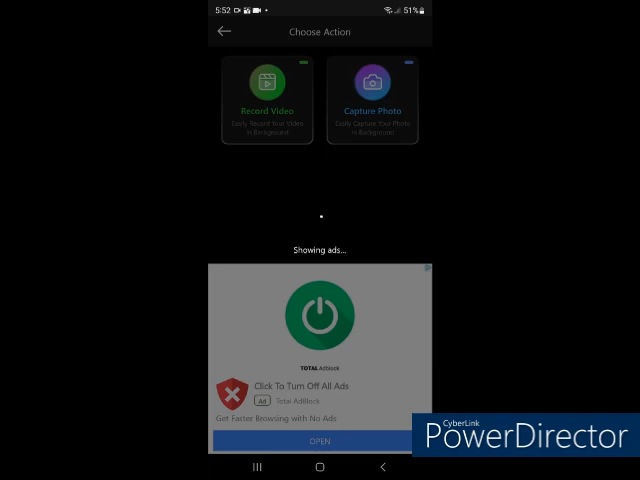 5:52
51%
Choose Action
Record Video
Capture Photo
Easily Record Your Video
In Background
Easily Capture Your Photo
In Background
Showing ads...
TOTAL Adblock
Click To Turn Off All Ads
Ad Total AdBlock
Get Faster Browsing with No Ads
OPEN
CyberLink
PowerDirector